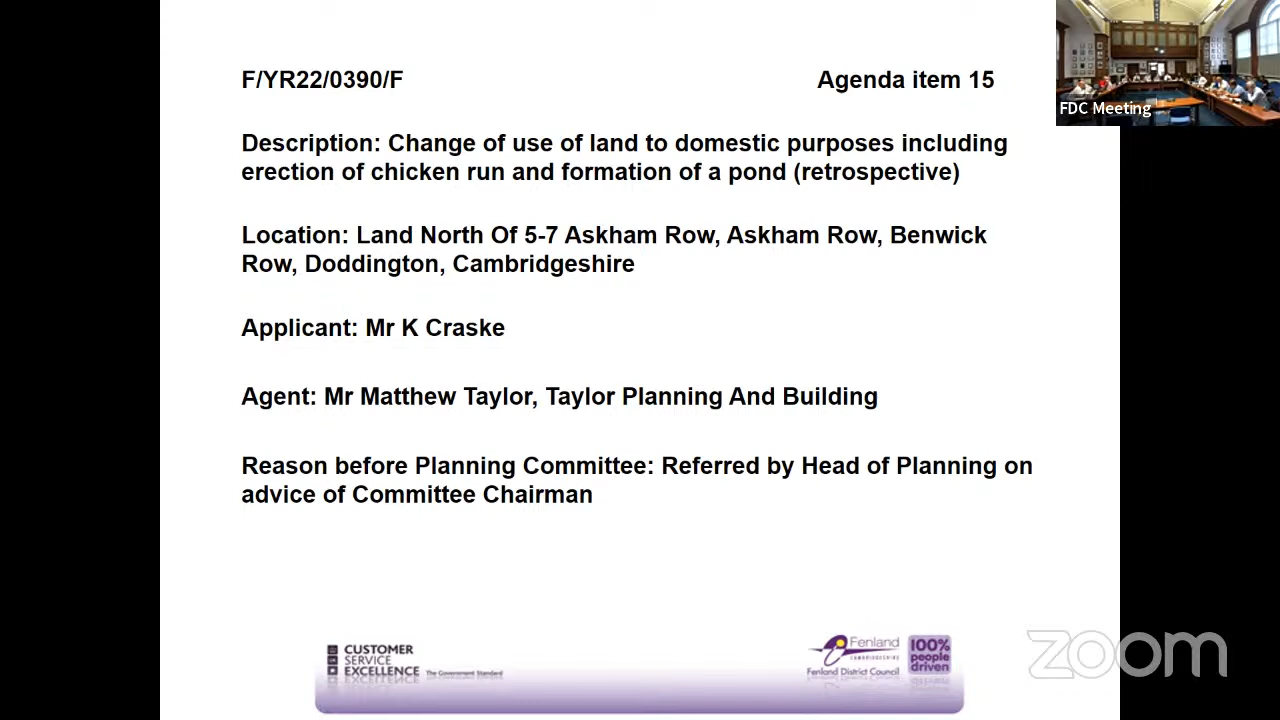 F/YR22/0390/F Agenda item 15
Description: Change of use of land to domestic purposes including
erection of chicken run and formation of a pond (retrospective)
Location: Land North Of 5-7 Askham Row, Askham Row, Benwick
Row, Doddington, Cambridgeshire
Applicant: Mr K Craske
Agent: Mr Matthew Taylor, Taylor Planning And Building
Reason before Planning Committee: Referred by Head of Planning on
advice of Committee Chairman
FDC Meeting
CUSTOMER
SERVICE
EXCELLENCE
The Government Standard
Fenland
CAMBRIDGESHIRE
Fenland District Council
100%
people
driven
zoom